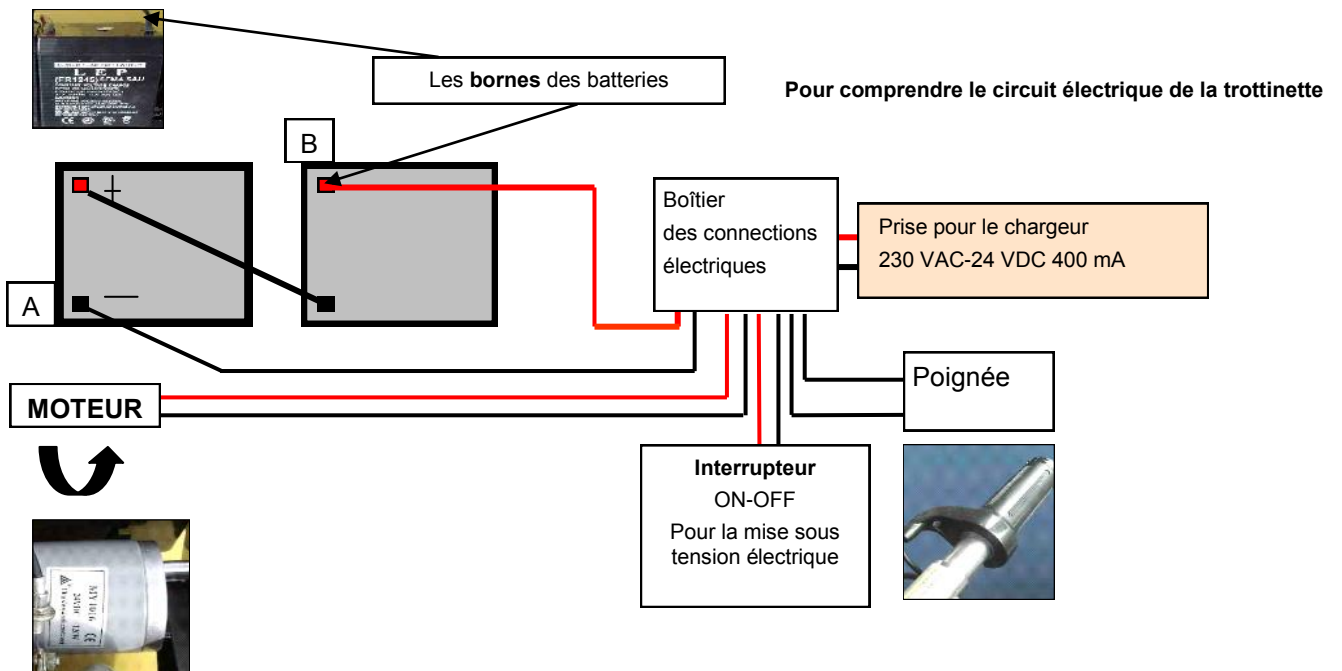 Les bornes des batteries
Pour comprendre le circuit électrique de la trottinette
B
+
Boîtier
des connections
électriques
Prise pour le chargeur
230 VAC-24 VDC 400 mA
A
—
Poignée
MOTEUR
Interrupteur
ON-OFF
Pour la mise sous
tension électrique
L E P
MY1016